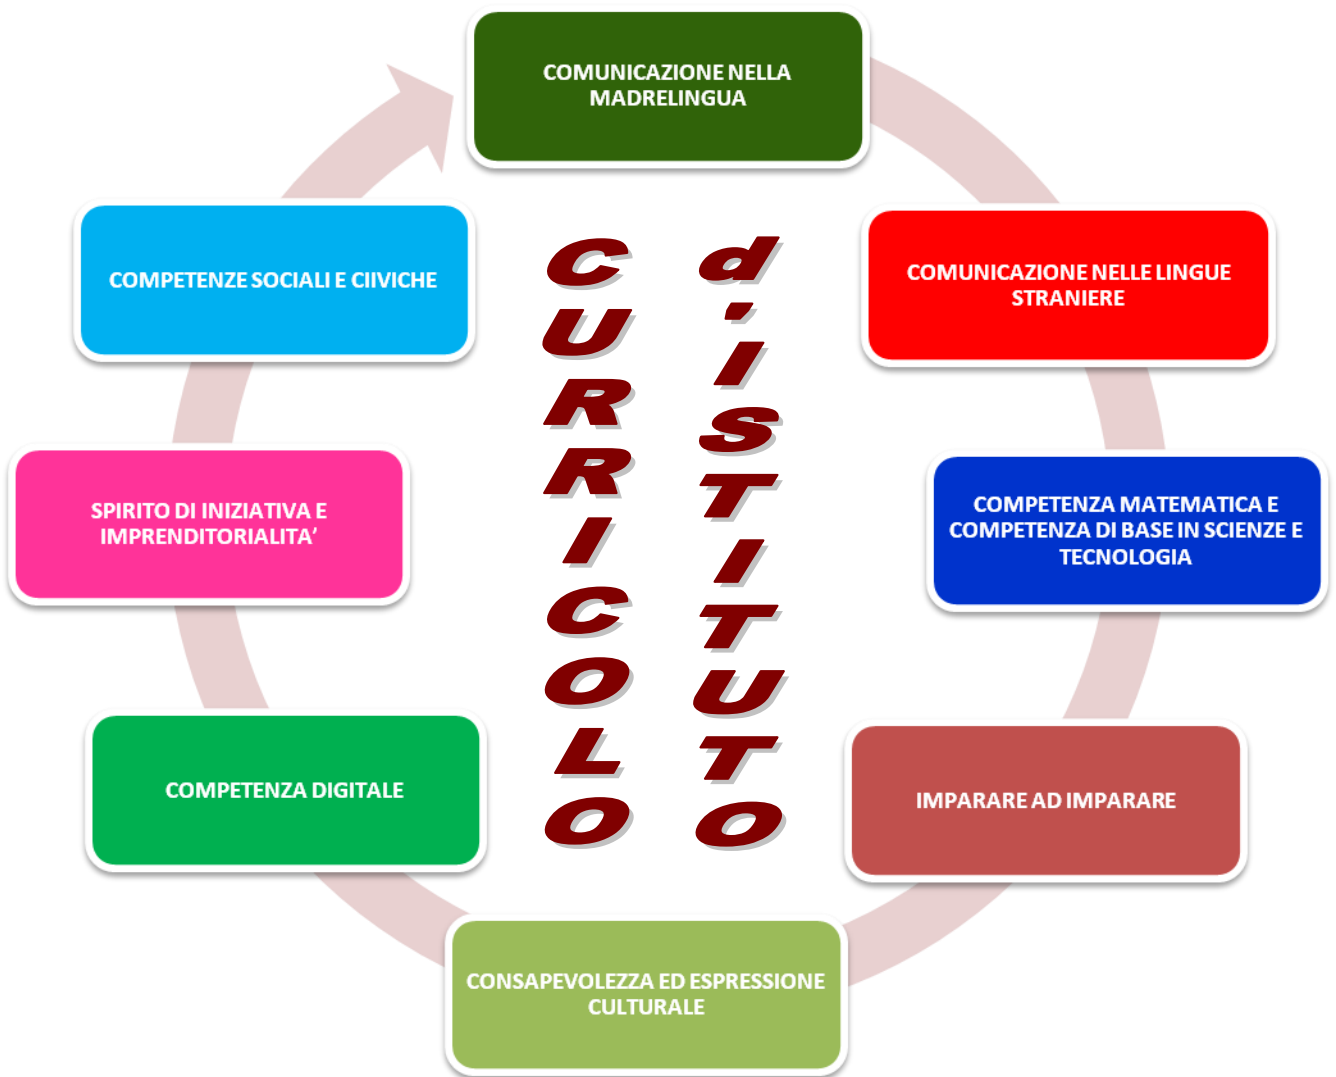 COMUNICAZIONE NELLA
MADRELINGUA
COMUNICAZIONE NELLE LINGUE
STRANIERE
COMPETENZA MATEMATICA E
COMPETENZA DI BASE IN SCIENZE E
TECNOLOGIA
IMPARARE AD IMPARARE
CONSAPEVOLEZZA ED ESPRESSIONE
CULTURALE
COMPETENZA DIGITALE
SPIRITO DI INIZIATIVA E
IMPRENDITORIALITA’
COMPETENZE SOCIALI E CIIVICHE
CURRICOLO
d'ISTITUTO